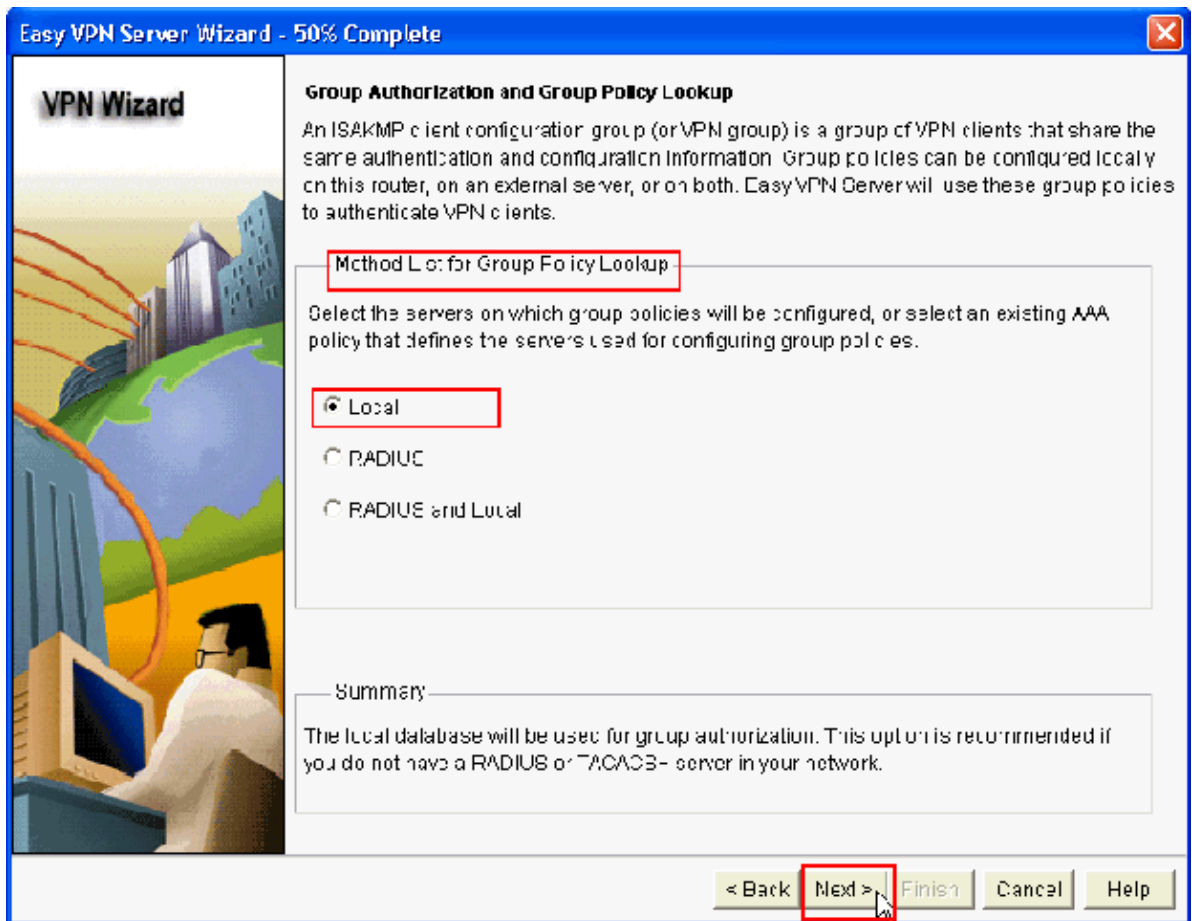 Easy VPN Server Wizard - 50% Complete
VPN Wizard
Group Authorization and Group Policy Lookup
An ISAKMP client configuration group (or VPN group) is a group of VPN clients that share the
same authentication and configuration information. Group policies can be configured locally
on this router, on an external server, or on both. Easy VPN Server will use these group policies
to authenticate VPN clients.
Method List for Group Policy Lookup
Select the servers on which group policies will be configured, or select an existing AAA
policy that defines the servers used for configuring group policies.
Local
RADIUS
RADIUS and Local
Summary
The local database will be used for group authorization. This option is recommended if
you do not have a RADIUS or TACACS+ server in your network.
< Back Next > Finish Cancel Help